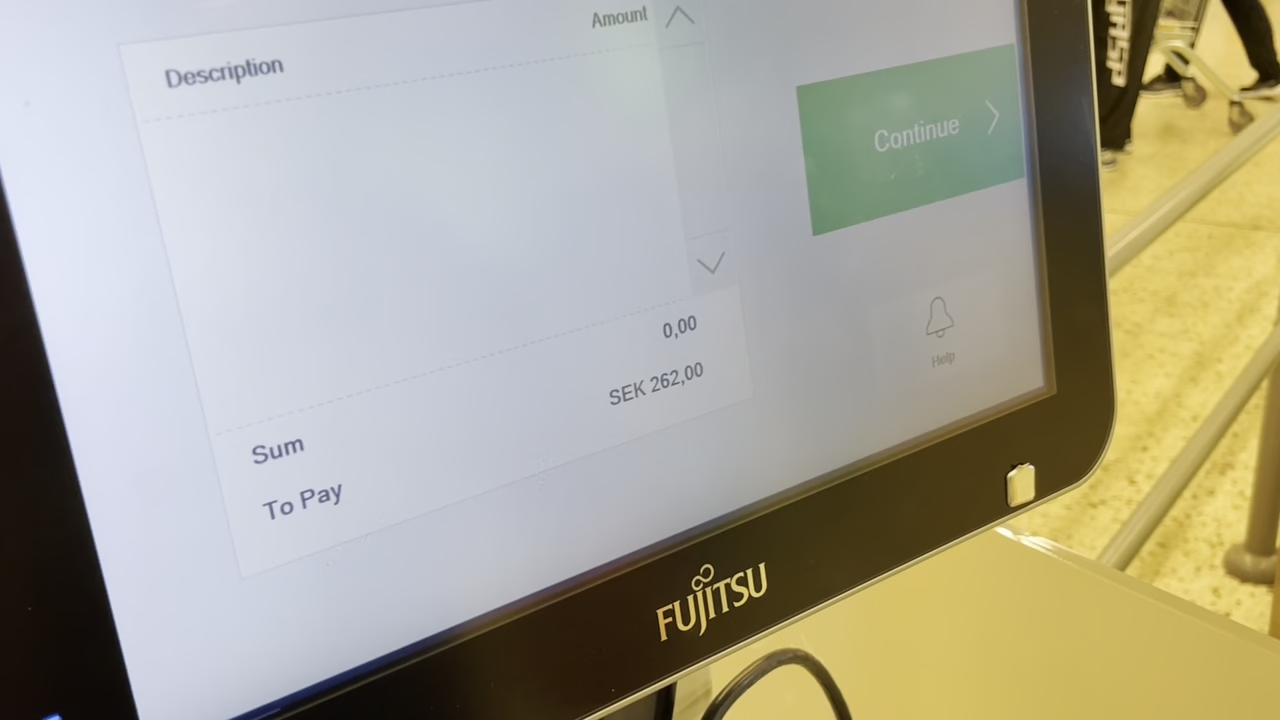 Description Amount
Continue
Sum 0,00
To Pay SEK 262,00
Help
FUJITSU